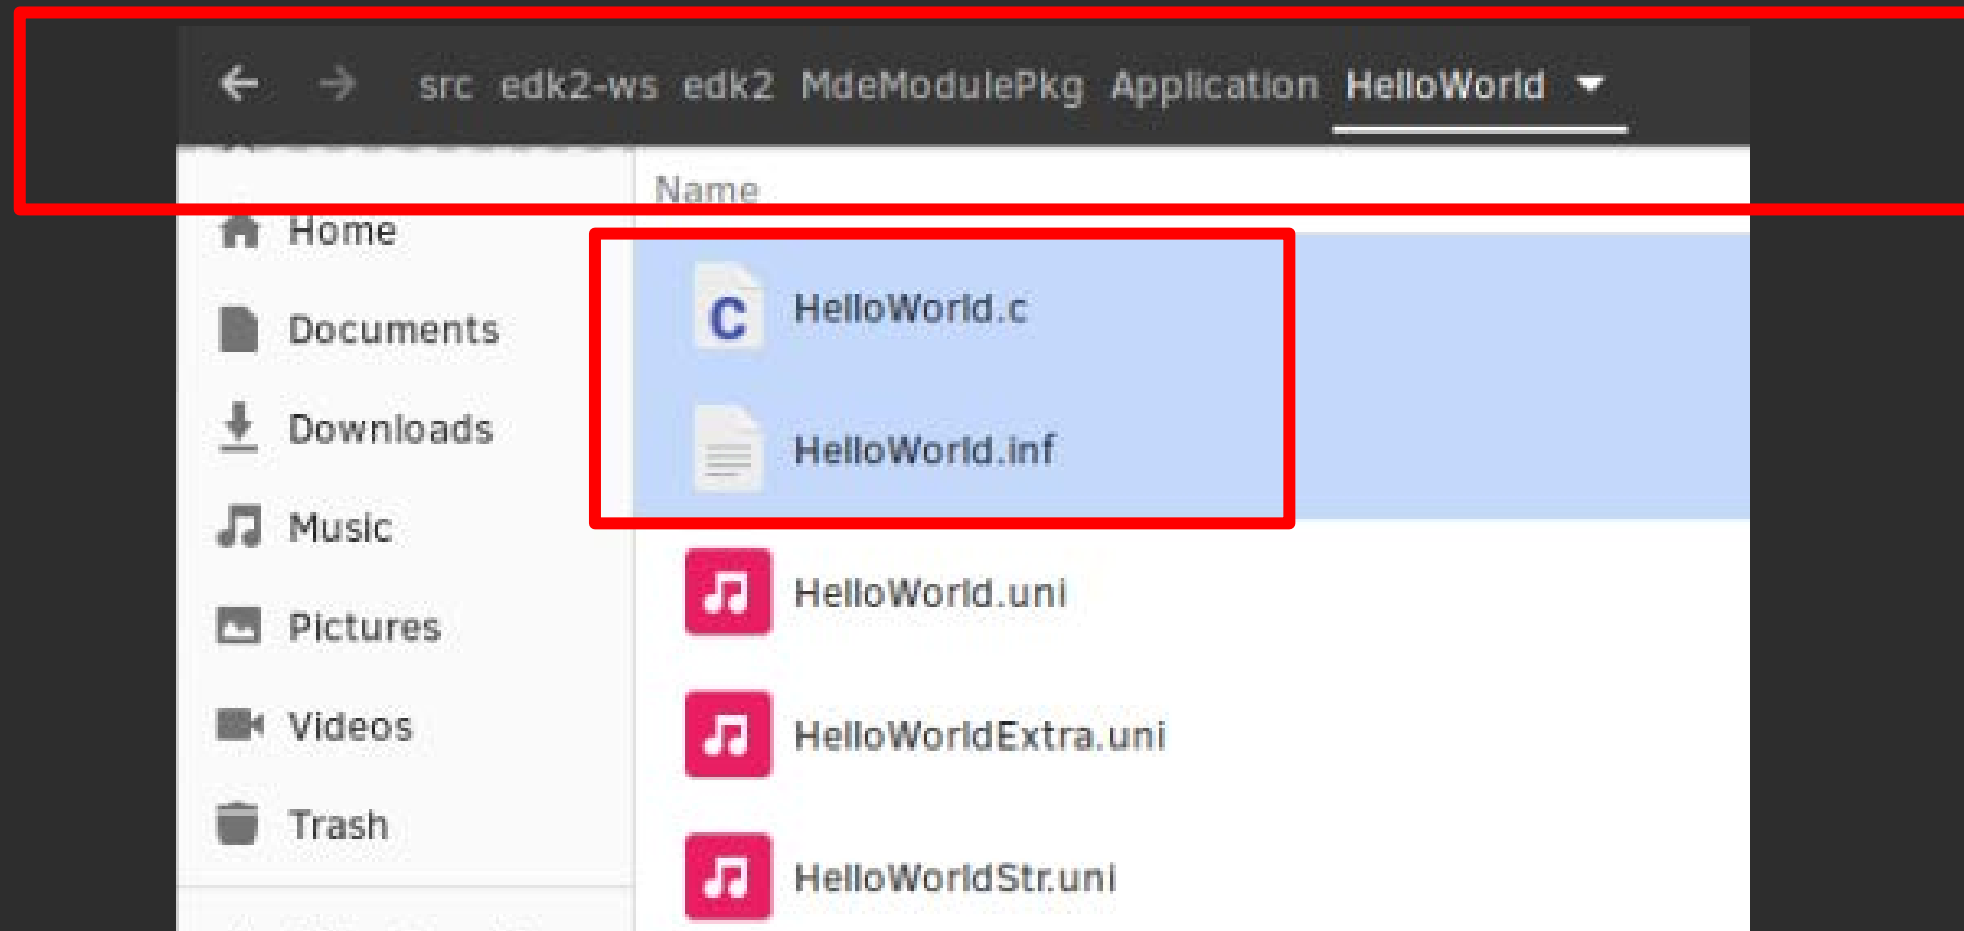 src edk2-ws edk2 MdeModulePkg Application HelloWorld
Name
Home
Documents
Downloads
Music
Pictures
Videos
Trash
HelloWorld.c
HelloWorld.inf
HelloWorld.uni
HelloWorldExtra.uni
HelloWorldStr.uni